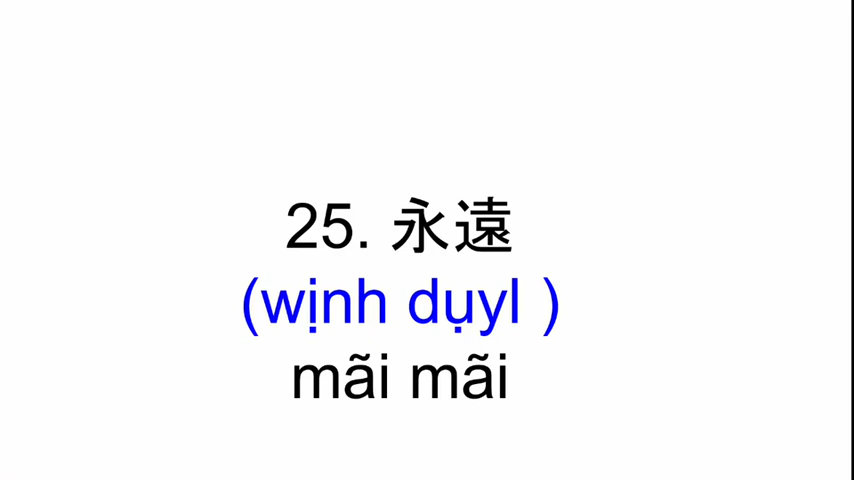 25. 永遠
(wịnh dụyl )
mãi mãi